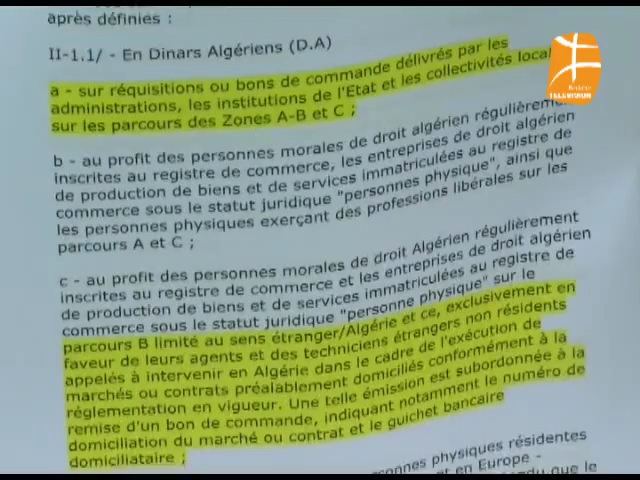 après définies :
II-1.1/ - En Dinars Algériens (D.A)
a - sur réquisitions ou bons de commande délivrés par les
administrations, les institutions de l'Etat et les collectivités
sur les parcours des Zones A-B et C ;
b - au profit des personnes morales de droit algérien
inscrites au registre de commerce, les entreprises de droit algérien
de production de biens et de services immatriculées au registre de
commerce sous le statut juridique "personnes physique", ainsi que
les personnes physiques exerçant des professions libérales sur les
parcours A et C ;
c - au profit des personnes morales de droit Algérien régulièrement
inscrites au registre de commerce et les entreprises de droit algérien
de production de biens et de services immatriculées au registre de
commerce sous le statut juridique "personne physique" sur le
parcours B limité au sens étranger/Algérie et ce, exclusivement en
faveur de leurs agents et des techniciens étrangers non résidents
appelés à intervenir en Algérie dans le cadre de l'exécution de
marchés ou contrats préalablement domiciliés conformément à la
réglementation en vigueur. Une telle émission est subordonnée à la
remise d'un bon de commande, indiquant notamment le numéro de
domiciliation du marché ou contrat et le guichet bancaire
domiciliataire ;
physiques résidentes
en Europe -
que le
Berbère
TELEVISION